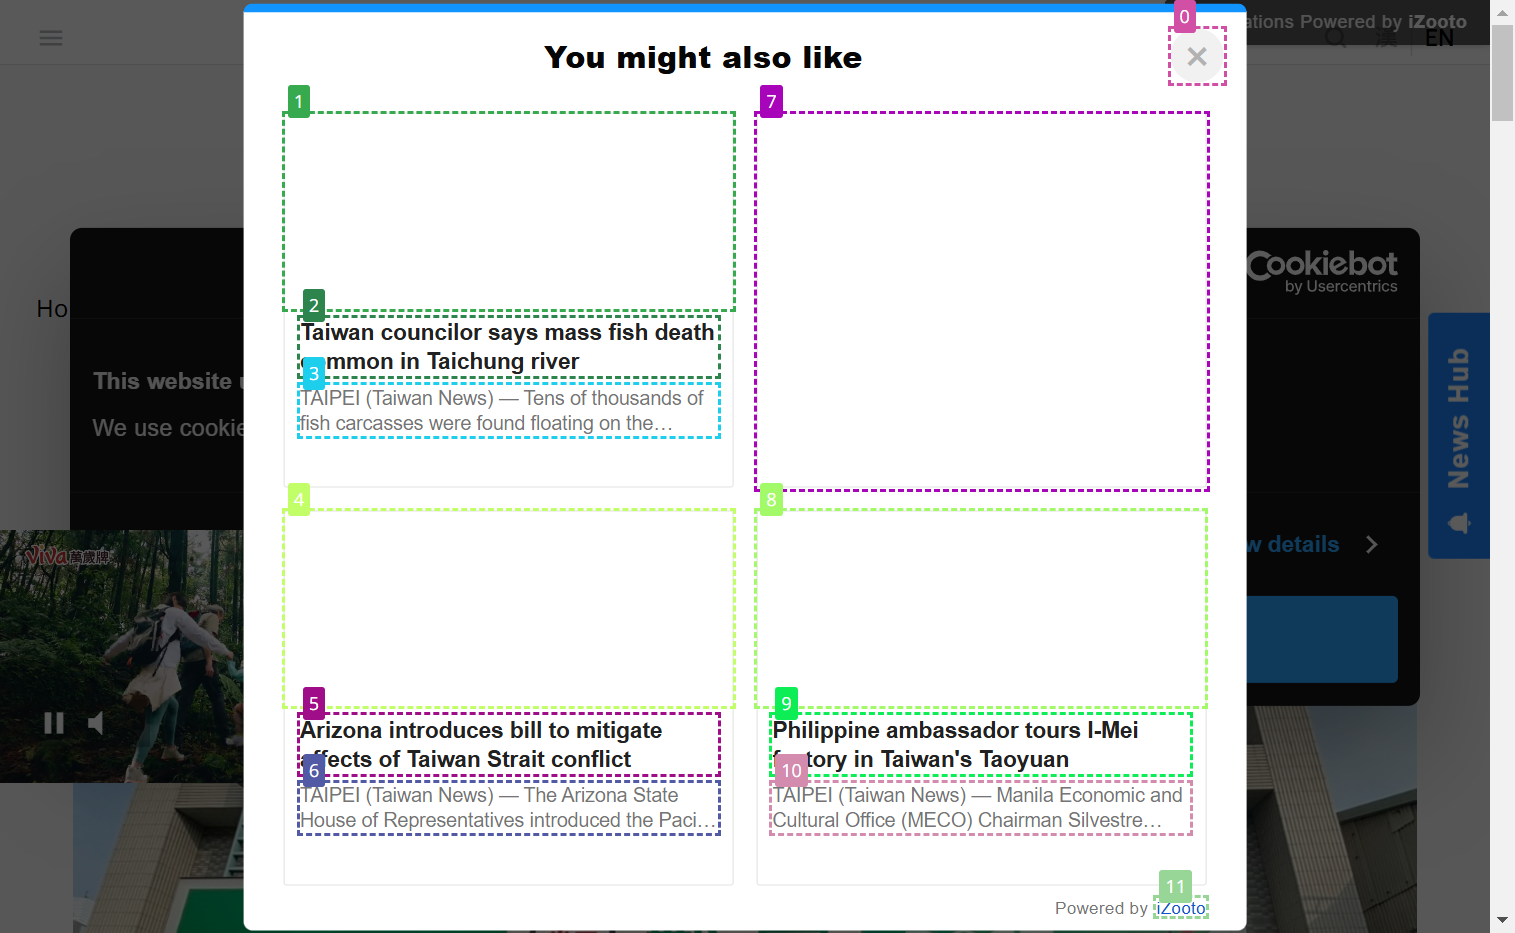 0
ations Powered by iZooto
You might also like
EN
1
7
Cookiebot
by Usercentrics
Ho
2
Taiwan councilor says mass fish death
mmon in Taichung river
3
This website
TAIPEI (Taiwan News) — Tens of thousands of
fish carcasses were found floating on the…
We use cookie
News Hub
4
8
w details
Viva 萬歲牌
5
9
Arizona introduces bill to mitigate
ffects of Taiwan Strait conflict
6
Philippine ambassador tours I-Mei
tory in Taiwan's Taoyuan
10
TAIPEI (Taiwan News) — The Arizona State
House of Representatives introduced the Paci…
TAIPEI (Taiwan News) — Manila Economic and
Cultural Office (MECO) Chairman Silvestre…
11
Powered by iZooto